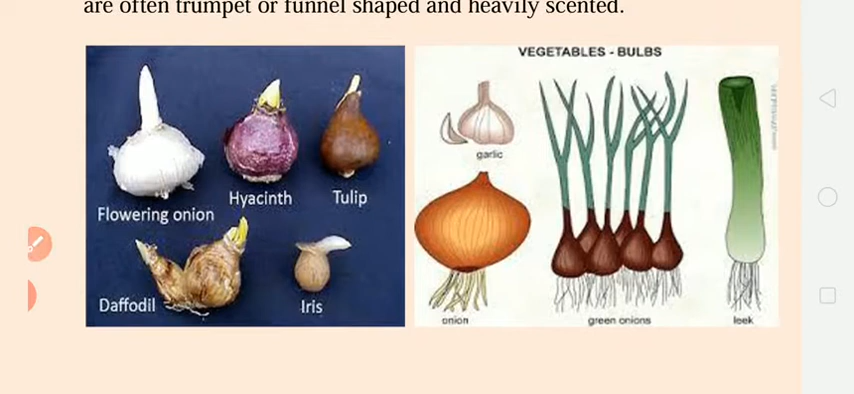 are often trumpet or funnel shaped and heavily scented.
Flowering onion
Hyacinth
Tulip
Daffodil
Iris
VEGETABLES - BULBS
garlic
onion
green onions
leek